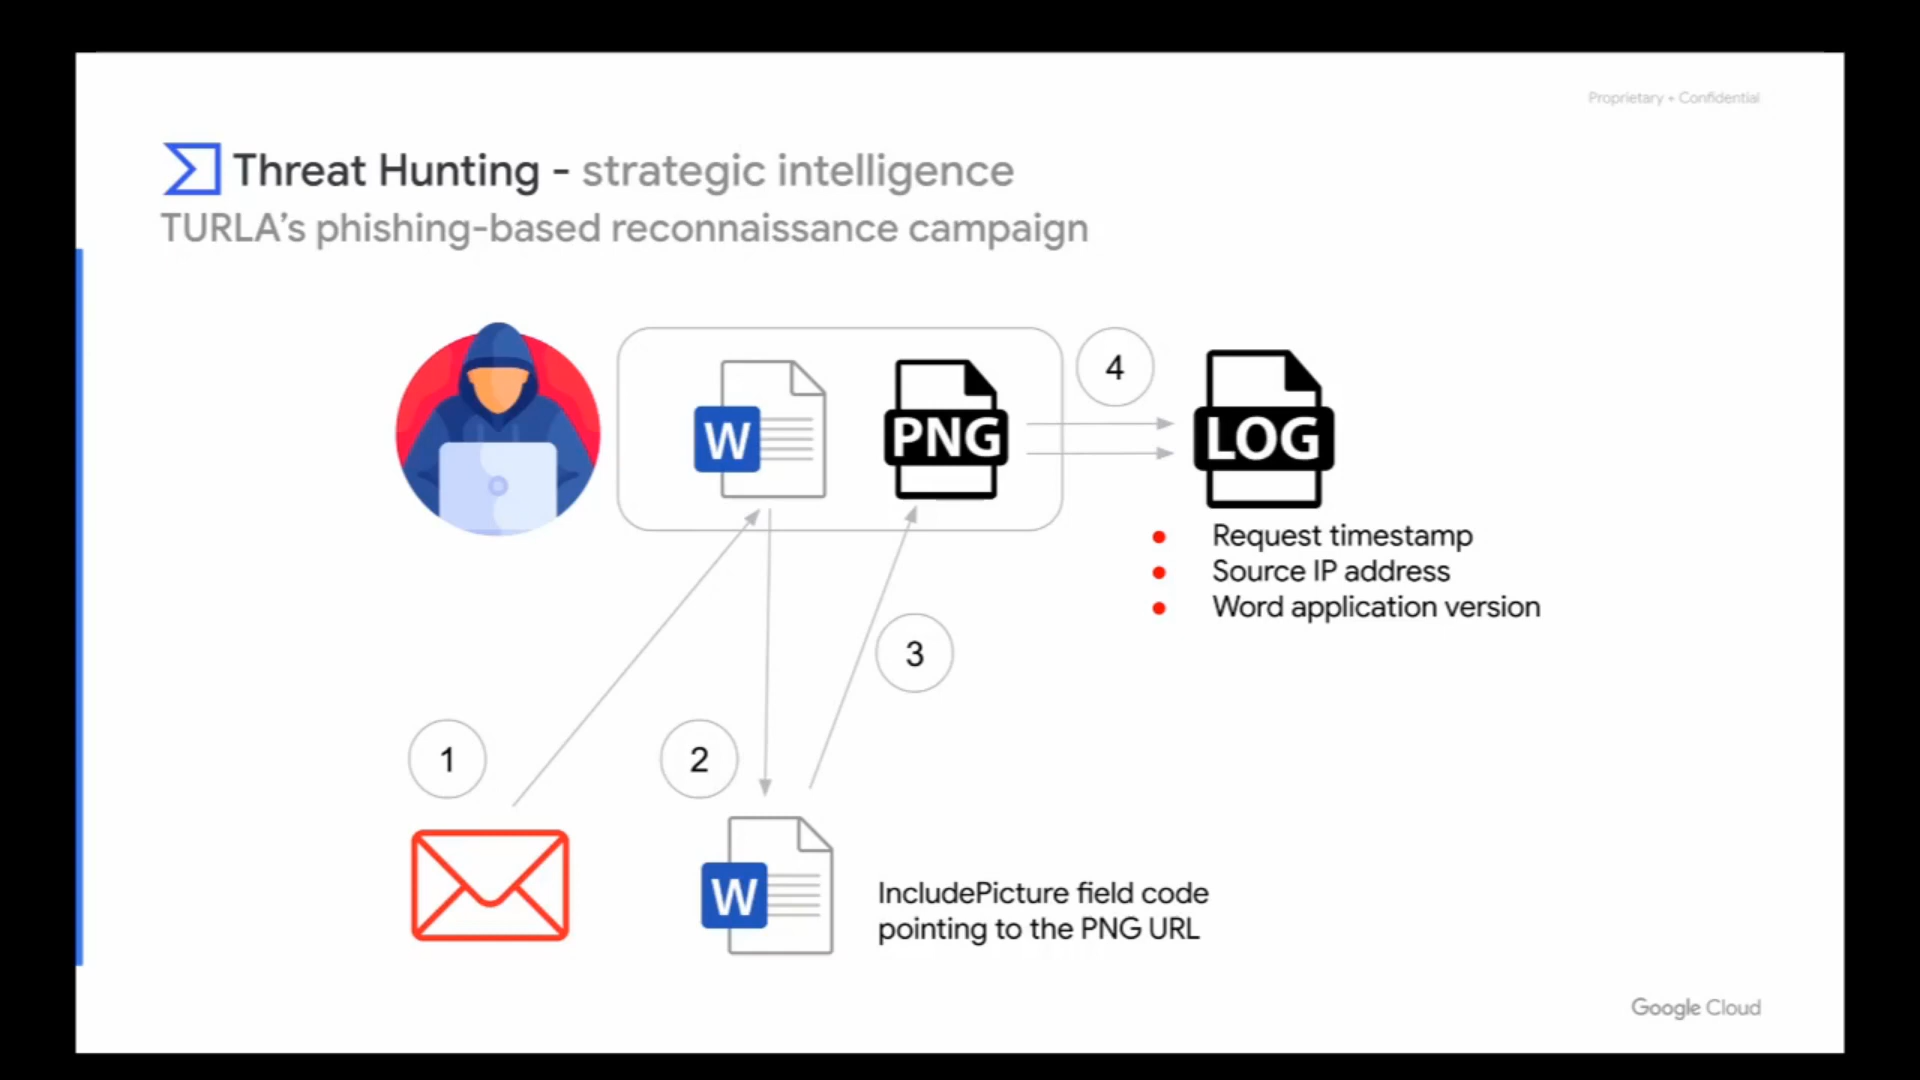 Proprietary + Confidential
Threat Hunting - strategic intelligence
TURLA's phishing-based reconnaissance campaign
4
W
PNG
LOG
Request timestamp
Source IP address
Word application version
3
1
2
W
IncludePicture field code
pointing to the PNG URL
Google Cloud